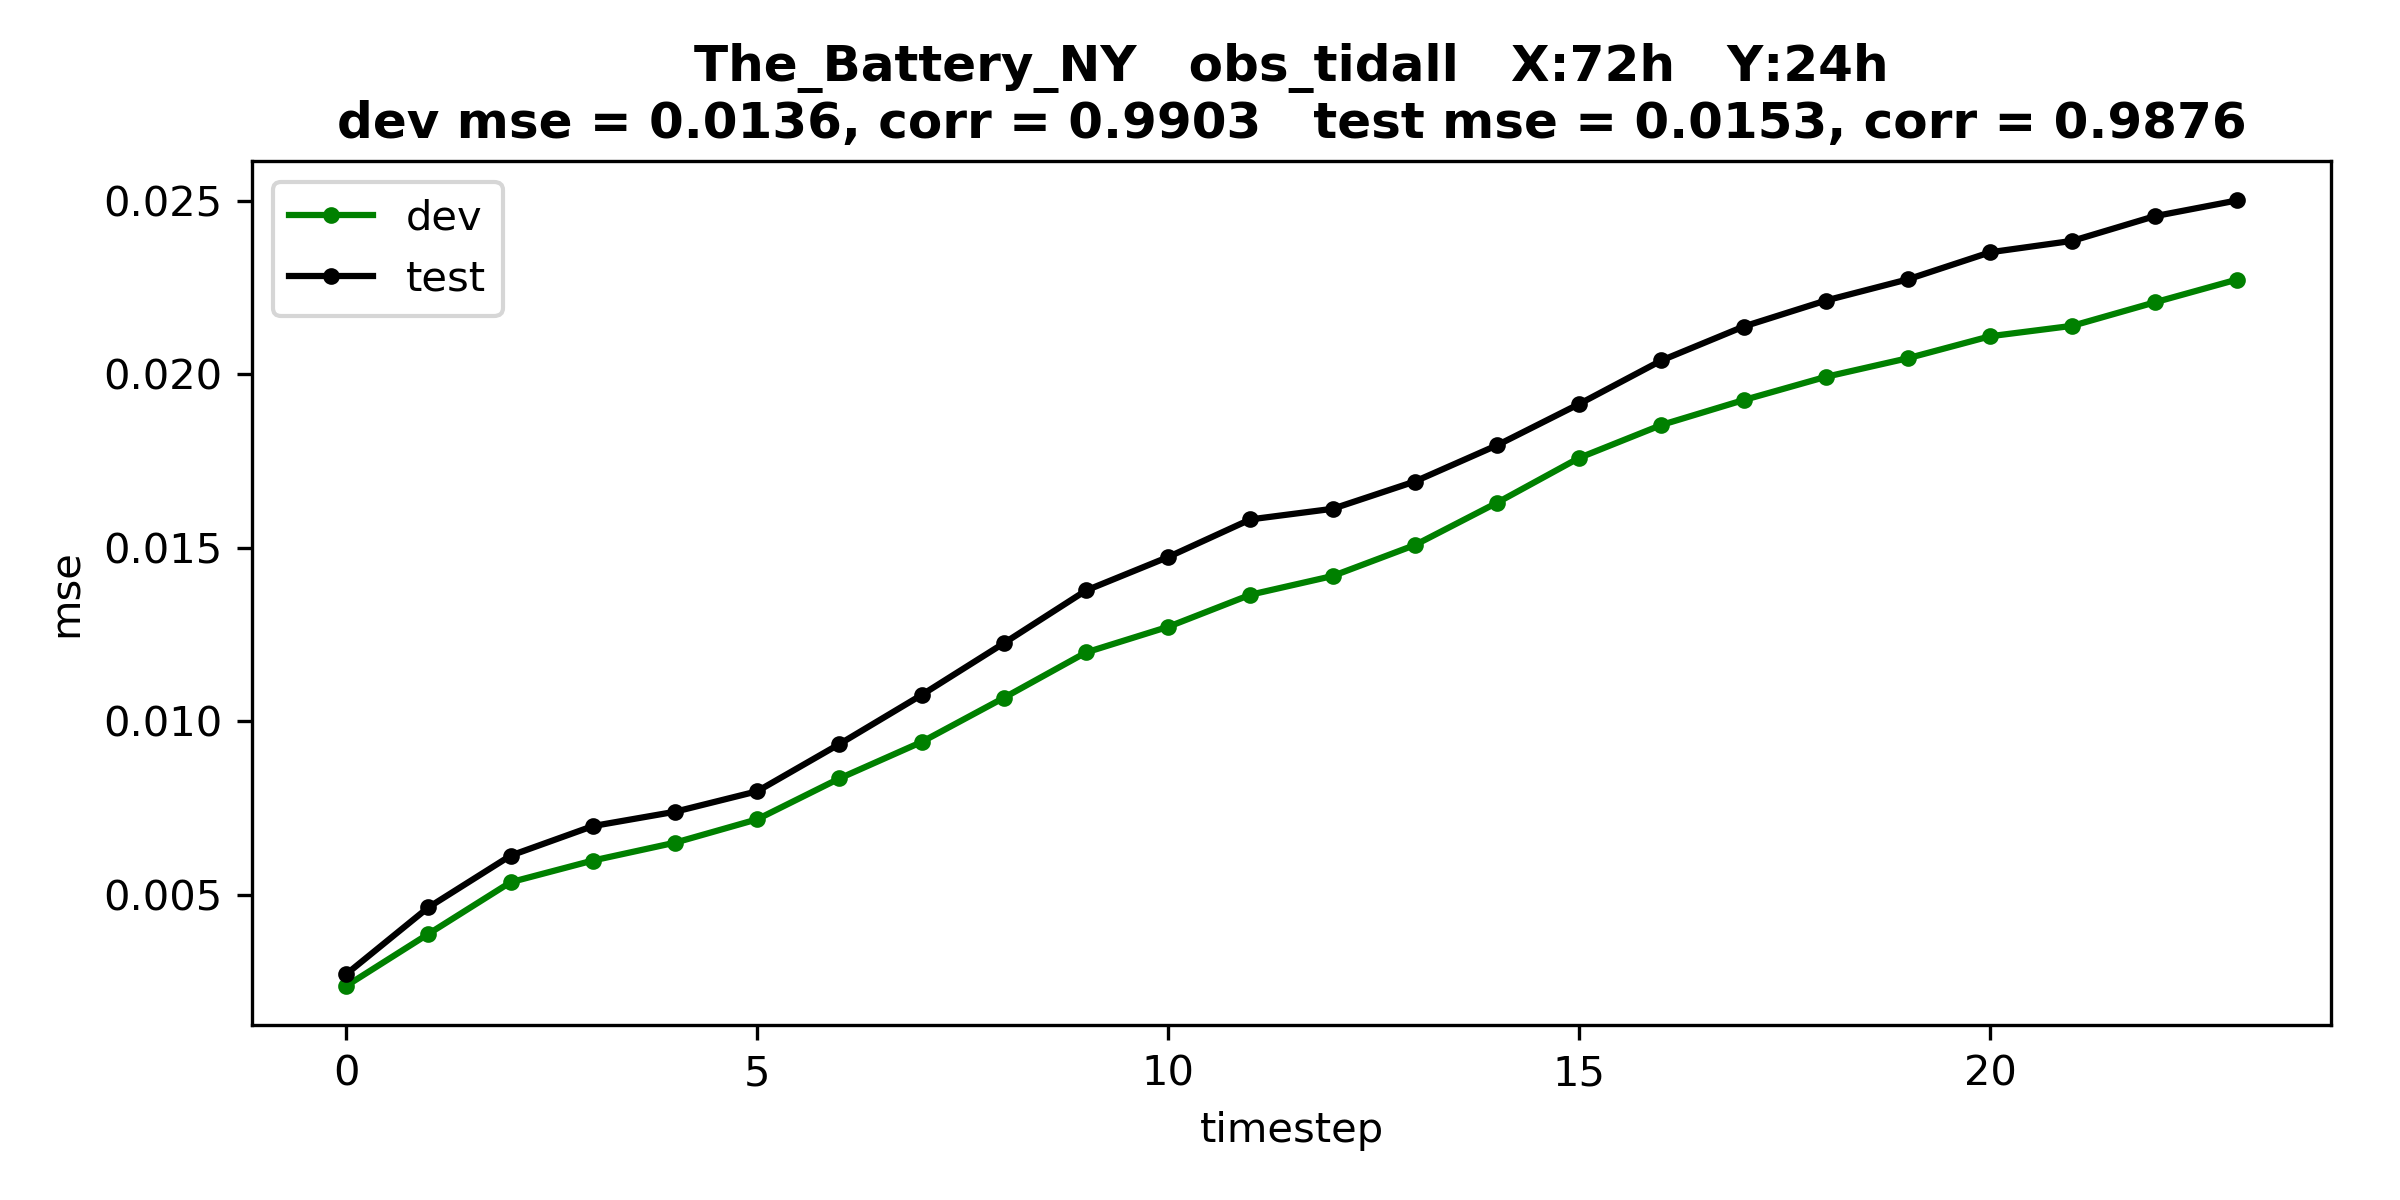 The_Battery_NY   obs_tidall   X:72h   Y:24h
dev mse = 0.0136, corr = 0.9903   test mse = 0.0153, corr = 0.9876
dev
test
0.025
0.020
0.015
0.010
0.005
mse
0 5 10 15 20
timestep